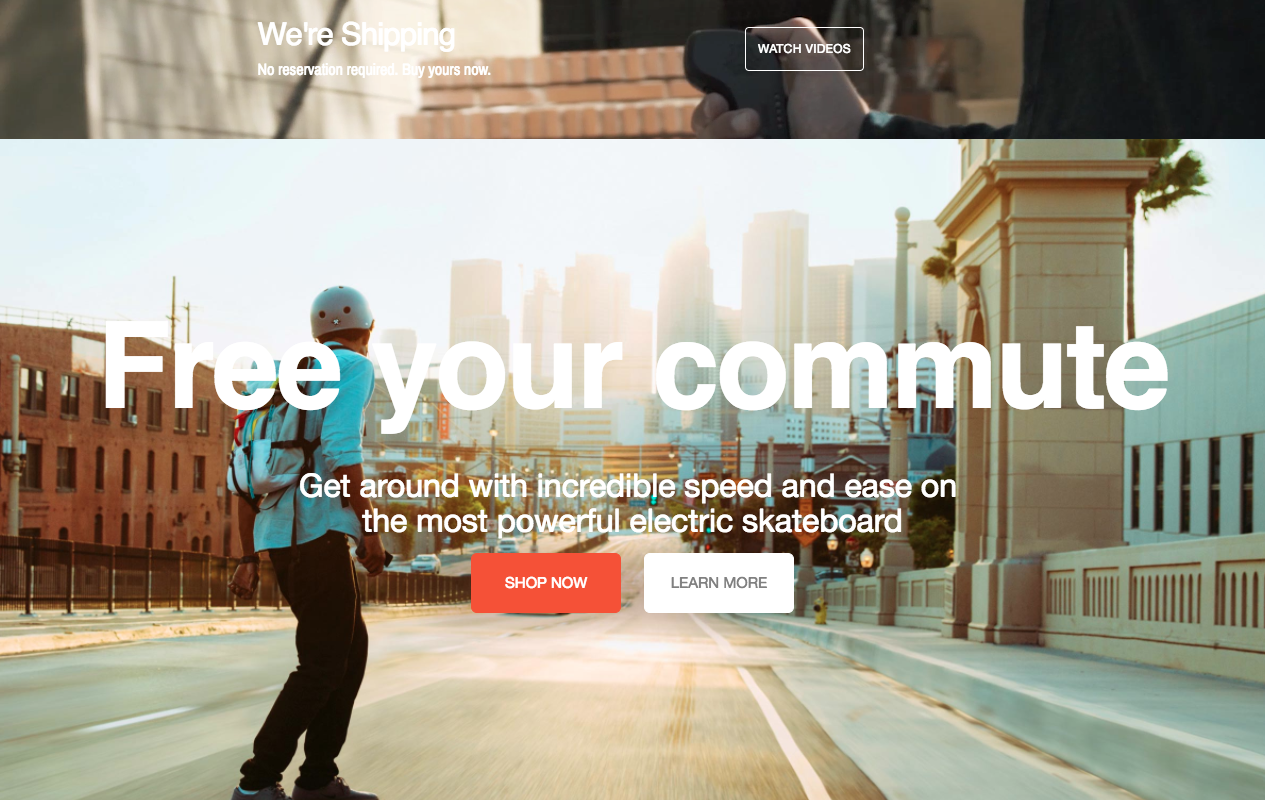 We're Shipping
No reservation required. Buy yours now.
WATCH VIDEOS
Free your commute
Get around with incredible speed and ease on
the most powerful electric skateboard
SHOP NOW
LEARN MORE